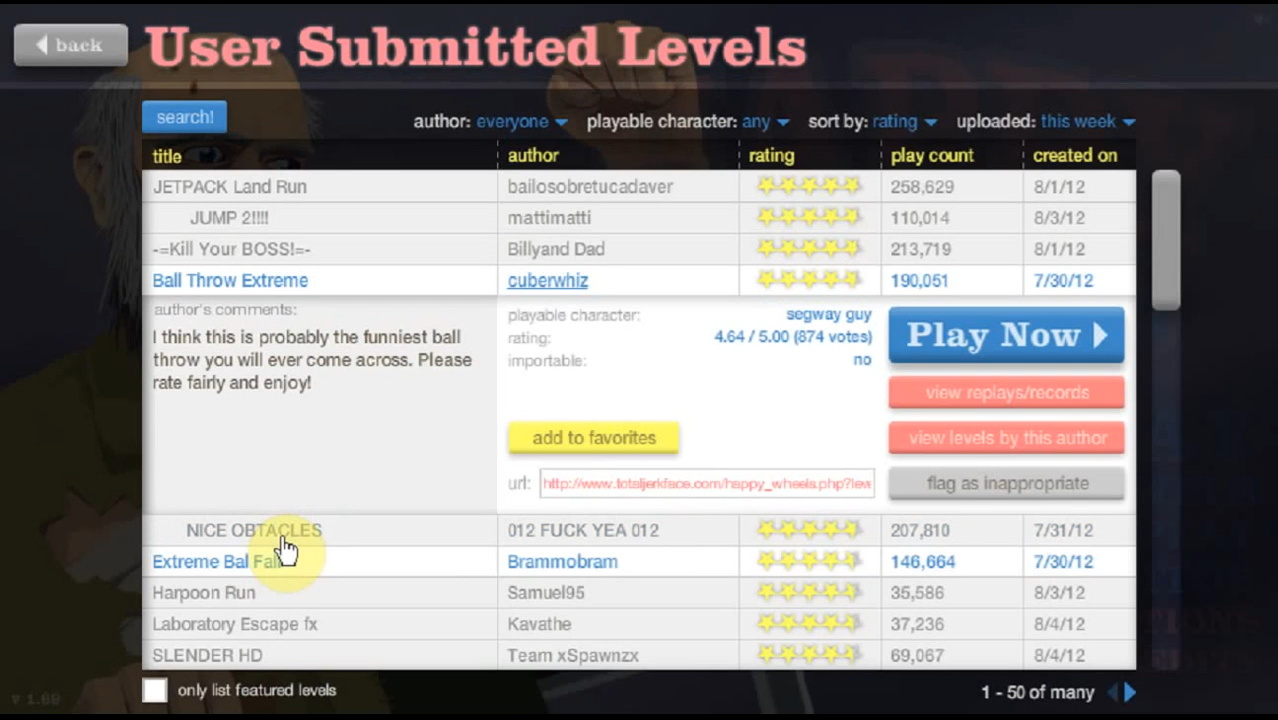 back
User Submitted Levels
search!
author: everyone playable character: any sort by: rating uploaded: this week
title author rating play count created on
JETPACK Land Run bailosobretucadaver 258,629 8/1/12
JUMP 2!!!! mattimatti 110,014 8/3/12
-=Kill Your BOSS!=- Billyand Dad 213,719 8/1/12
Ball Throw Extreme cuberwhiz 190,051 7/30/12
author's comments:
I think this is probably the funniest ball
throw you will ever come across. Please
rate fairly and enjoy!
playable character: segway guy
rating: 4.64 / 5.00 (874 votes)
importable: no
add to favorites
url: http://www.totaljerkface.com/happy_wheels.php?leve
Play Now
view replays/records
view levels by this author
flag as inappropriate
NICE OBTACLES 012 FUCK YEA 012 207,810 7/31/12
Extreme Bal Brammobram 146,664 7/30/12
Harpoon Run Samuel95 35,586 8/3/12
Laboratory Escape fx Kavathe 37,236 8/4/12
SLENDER HD Team xSpawnzx 69,067 8/4/12
only list featured levels 1 - 50 of many
v 1.69